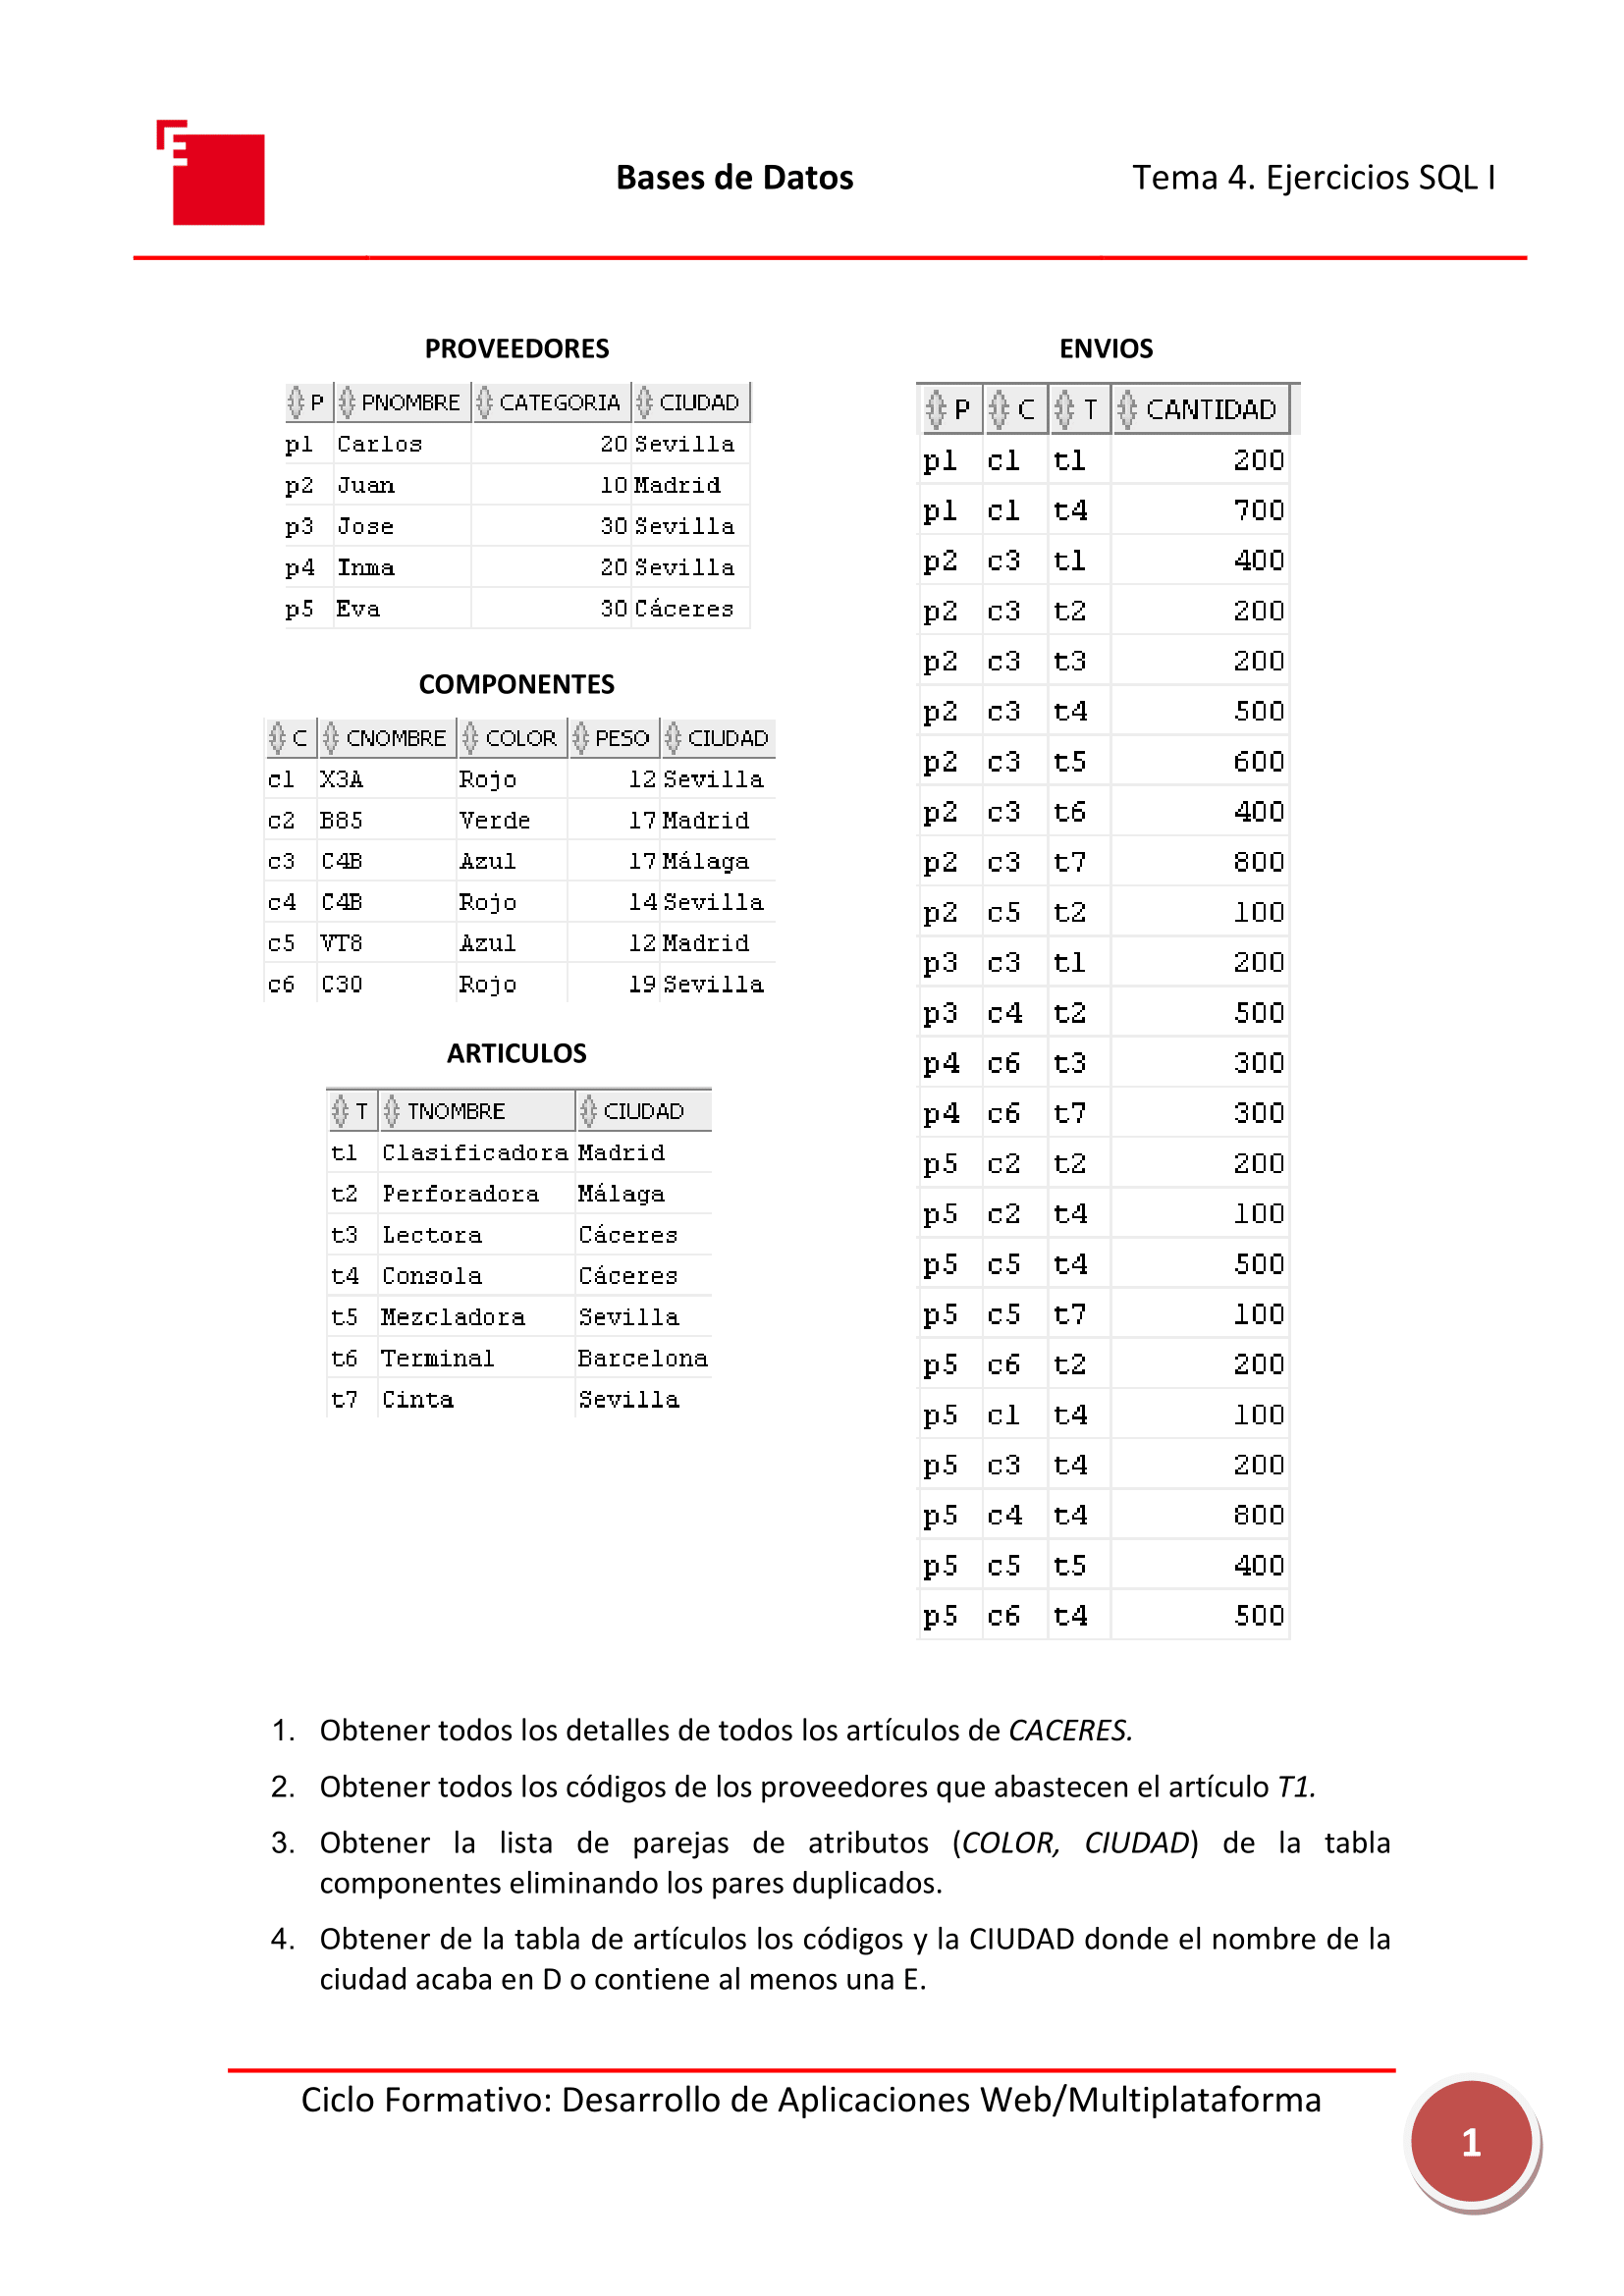 Bases de Datos
Tema 4. Ejercicios SQL I
PROVEEDORES
P PNOMBRE CATEGORIA CIUDAD
p1 Carlos 20 Sevilla
p2 Juan 10 Madrid
p3 Jose 30 Sevilla
p4 Inma 20 Sevilla
p5 Eva 30 Cáceres
COMPONENTES
C CNOMBRE COLOR PESO CIUDAD
c1 X3A Rojo 12 Sevilla
c2 B85 Verde 17 Madrid
c3 C4B Azul 17 Málaga
c4 C4B Rojo 14 Sevilla
c5 VT8 Azul 12 Madrid
c6 C30 Rojo 19 Sevilla
ARTICULOS
T TNOMBRE CIUDAD
t1 Clasificadora Madrid
t2 Perforadora Málaga
t3 Lectora Cáceres
t4 Consola Cáceres
t5 Mezcladora Sevilla
t6 Terminal Barcelona
t7 Cinta Sevilla
ENVIOS
P C T CANTIDAD
p1 c1 t1 200
p1 c1 t4 700
p2 c3 t1 400
p2 c3 t2 200
p2 c3 t3 200
p2 c3 t4 500
p2 c3 t5 600
p2 c3 t6 400
p2 c3 t7 800
p2 c5 t2 100
p3 c3 t1 200
p3 c4 t2 500
p4 c6 t3 300
p4 c6 t7 300
p5 c2 t2 200
p5 c2 t4 100
p5 c5 t4 500
p5 c5 t7 100
p5 c6 t2 200
p5 c1 t4 100
p5 c3 t4 200
p5 c4 t4 800
p5 c5 t5 400
p5 c6 t4 500
1. Obtener todos los detalles de todos los artículos de CACERES.
2. Obtener todos los códigos de los proveedores que abastecen el artículo T1.
3. Obtener la lista de parejas de atributos (COLOR, CIUDAD) de la tabla
componentes eliminando los pares duplicados.
4. Obtener de la tabla de artículos los códigos y la CIUDAD donde el nombre de la
ciudad acaba en D o contiene al menos una E.
Ciclo Formativo: Desarrollo de Aplicaciones Web/Multiplataforma
1